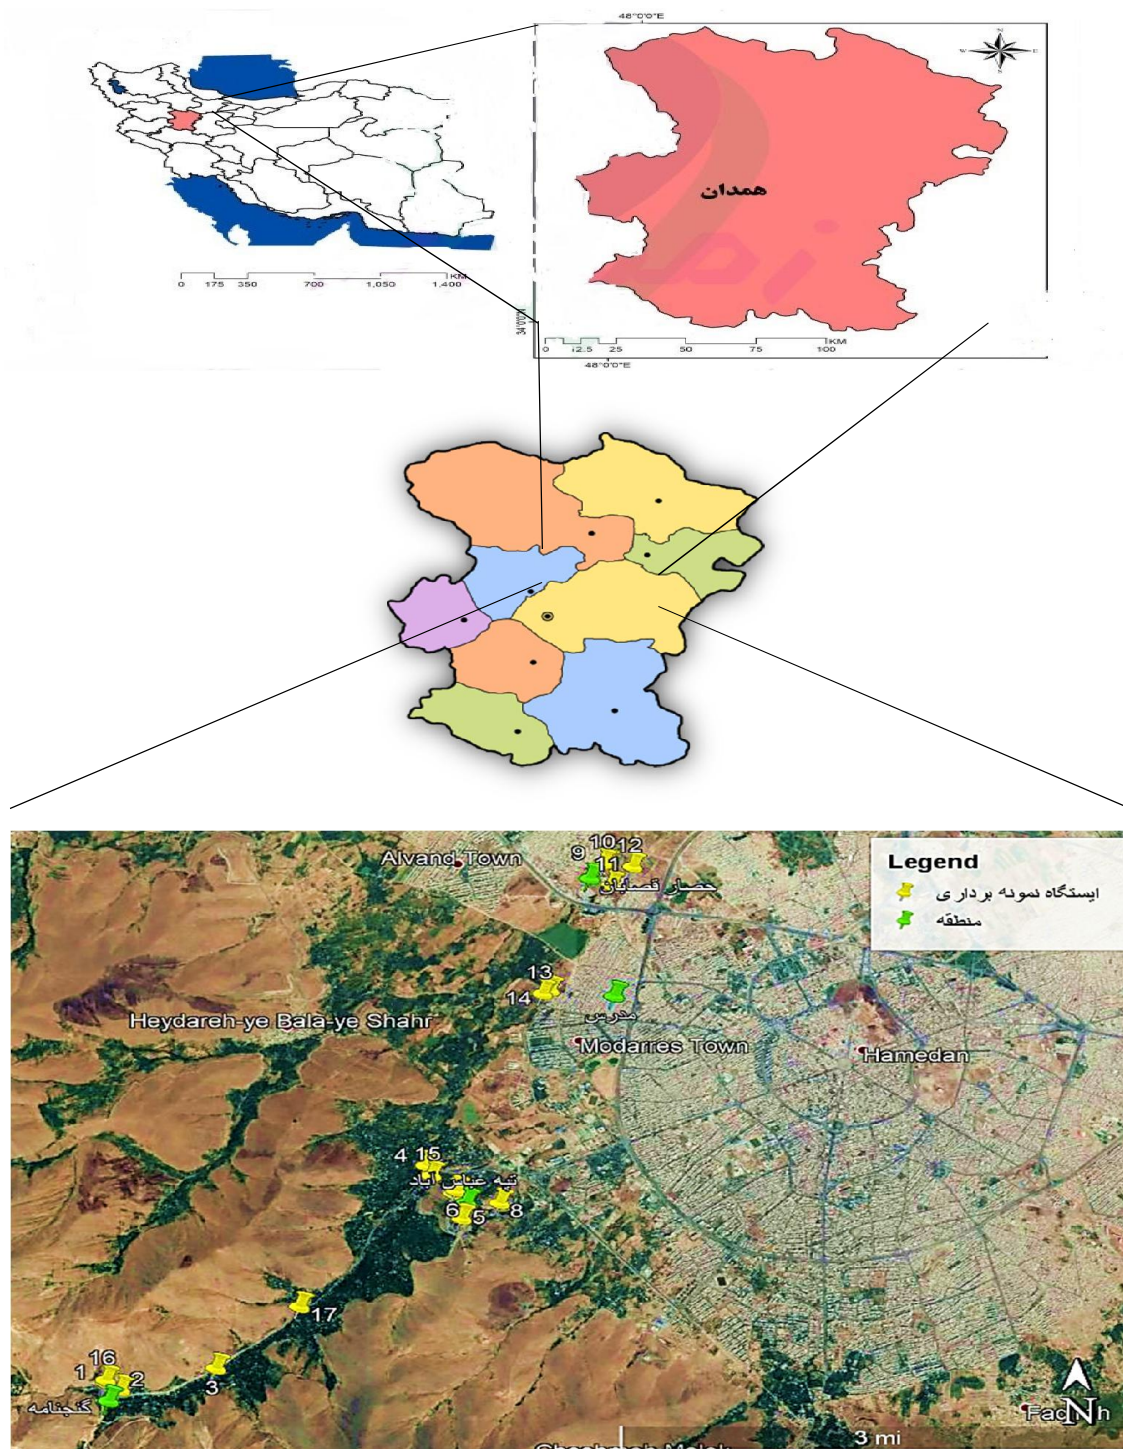 48°0'0"E
N
W
E
S
همدان
KM
0 175 350 700 1,050 1,400
34°0'0"N
KM
0 12.5 25 50 75 100
48°0'0"E
10 12
Alvand Town
9
11
حصار قصابان
Legend
ایستگاه نمونه برداری
منطقه
13
14
مدرس
Heydareh-ye Bala-ye Shahr
Modarres Town
Hamedan
4 15
تپه عباس آباد
6 5 8
17
16
1 2 3
گنجنامه
N
3 mi